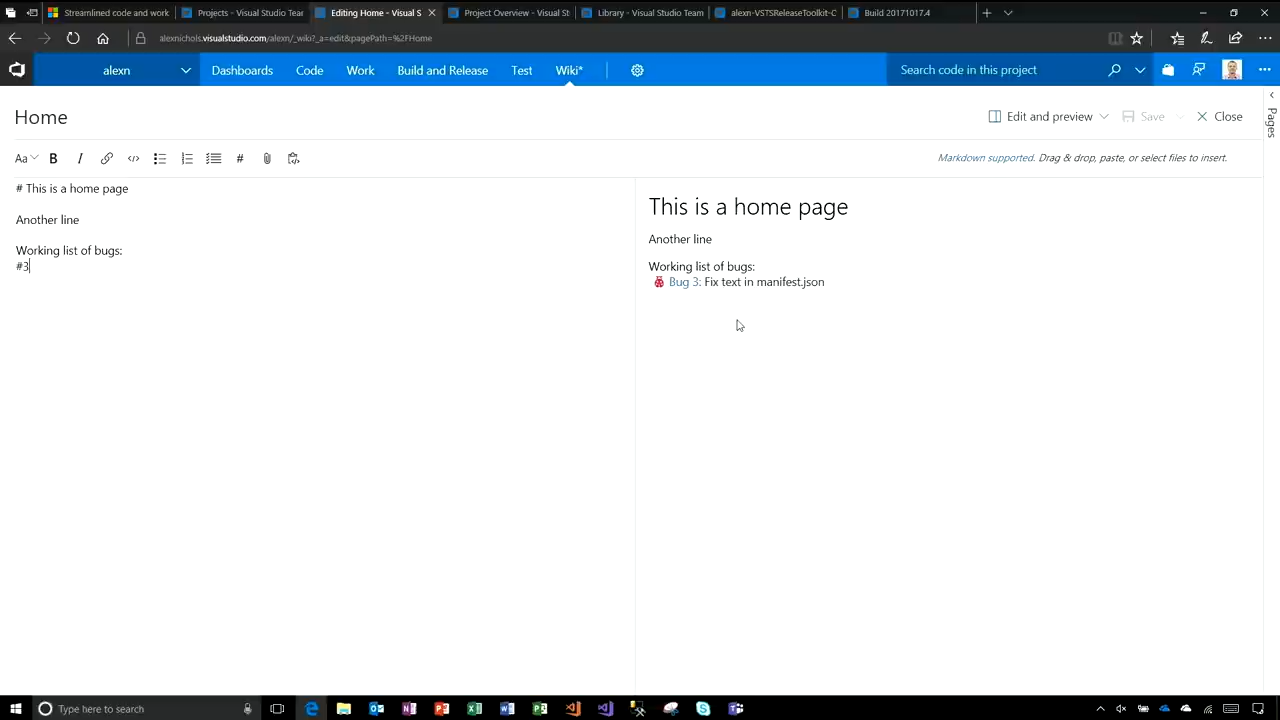 Streamlined code and work
Projects - Visual Studio Tear
Editing Home - Visual S
Project Overview - Visual St
Library - Visual Studio Team
alexn-VSTSReleaseToolkit-C
Build 20171017.4
alexnichols.visualstudio.com/alexn/_wiki?_a=edit&pagePath=%2FHome
alexn
Dashboards
Code
Work
Build and Release
Test
Wiki*
Search code in this project
Home
Edit and preview
Save
Close
Pages
Aa
B
I
#
Markdown supported. Drag & drop, paste, or select files to insert.
# This is a home page
Another line
Working list of bugs:
#3
This is a home page
Another line
Working list of bugs:
Bug 3: Fix text in manifest.json
Type here to search